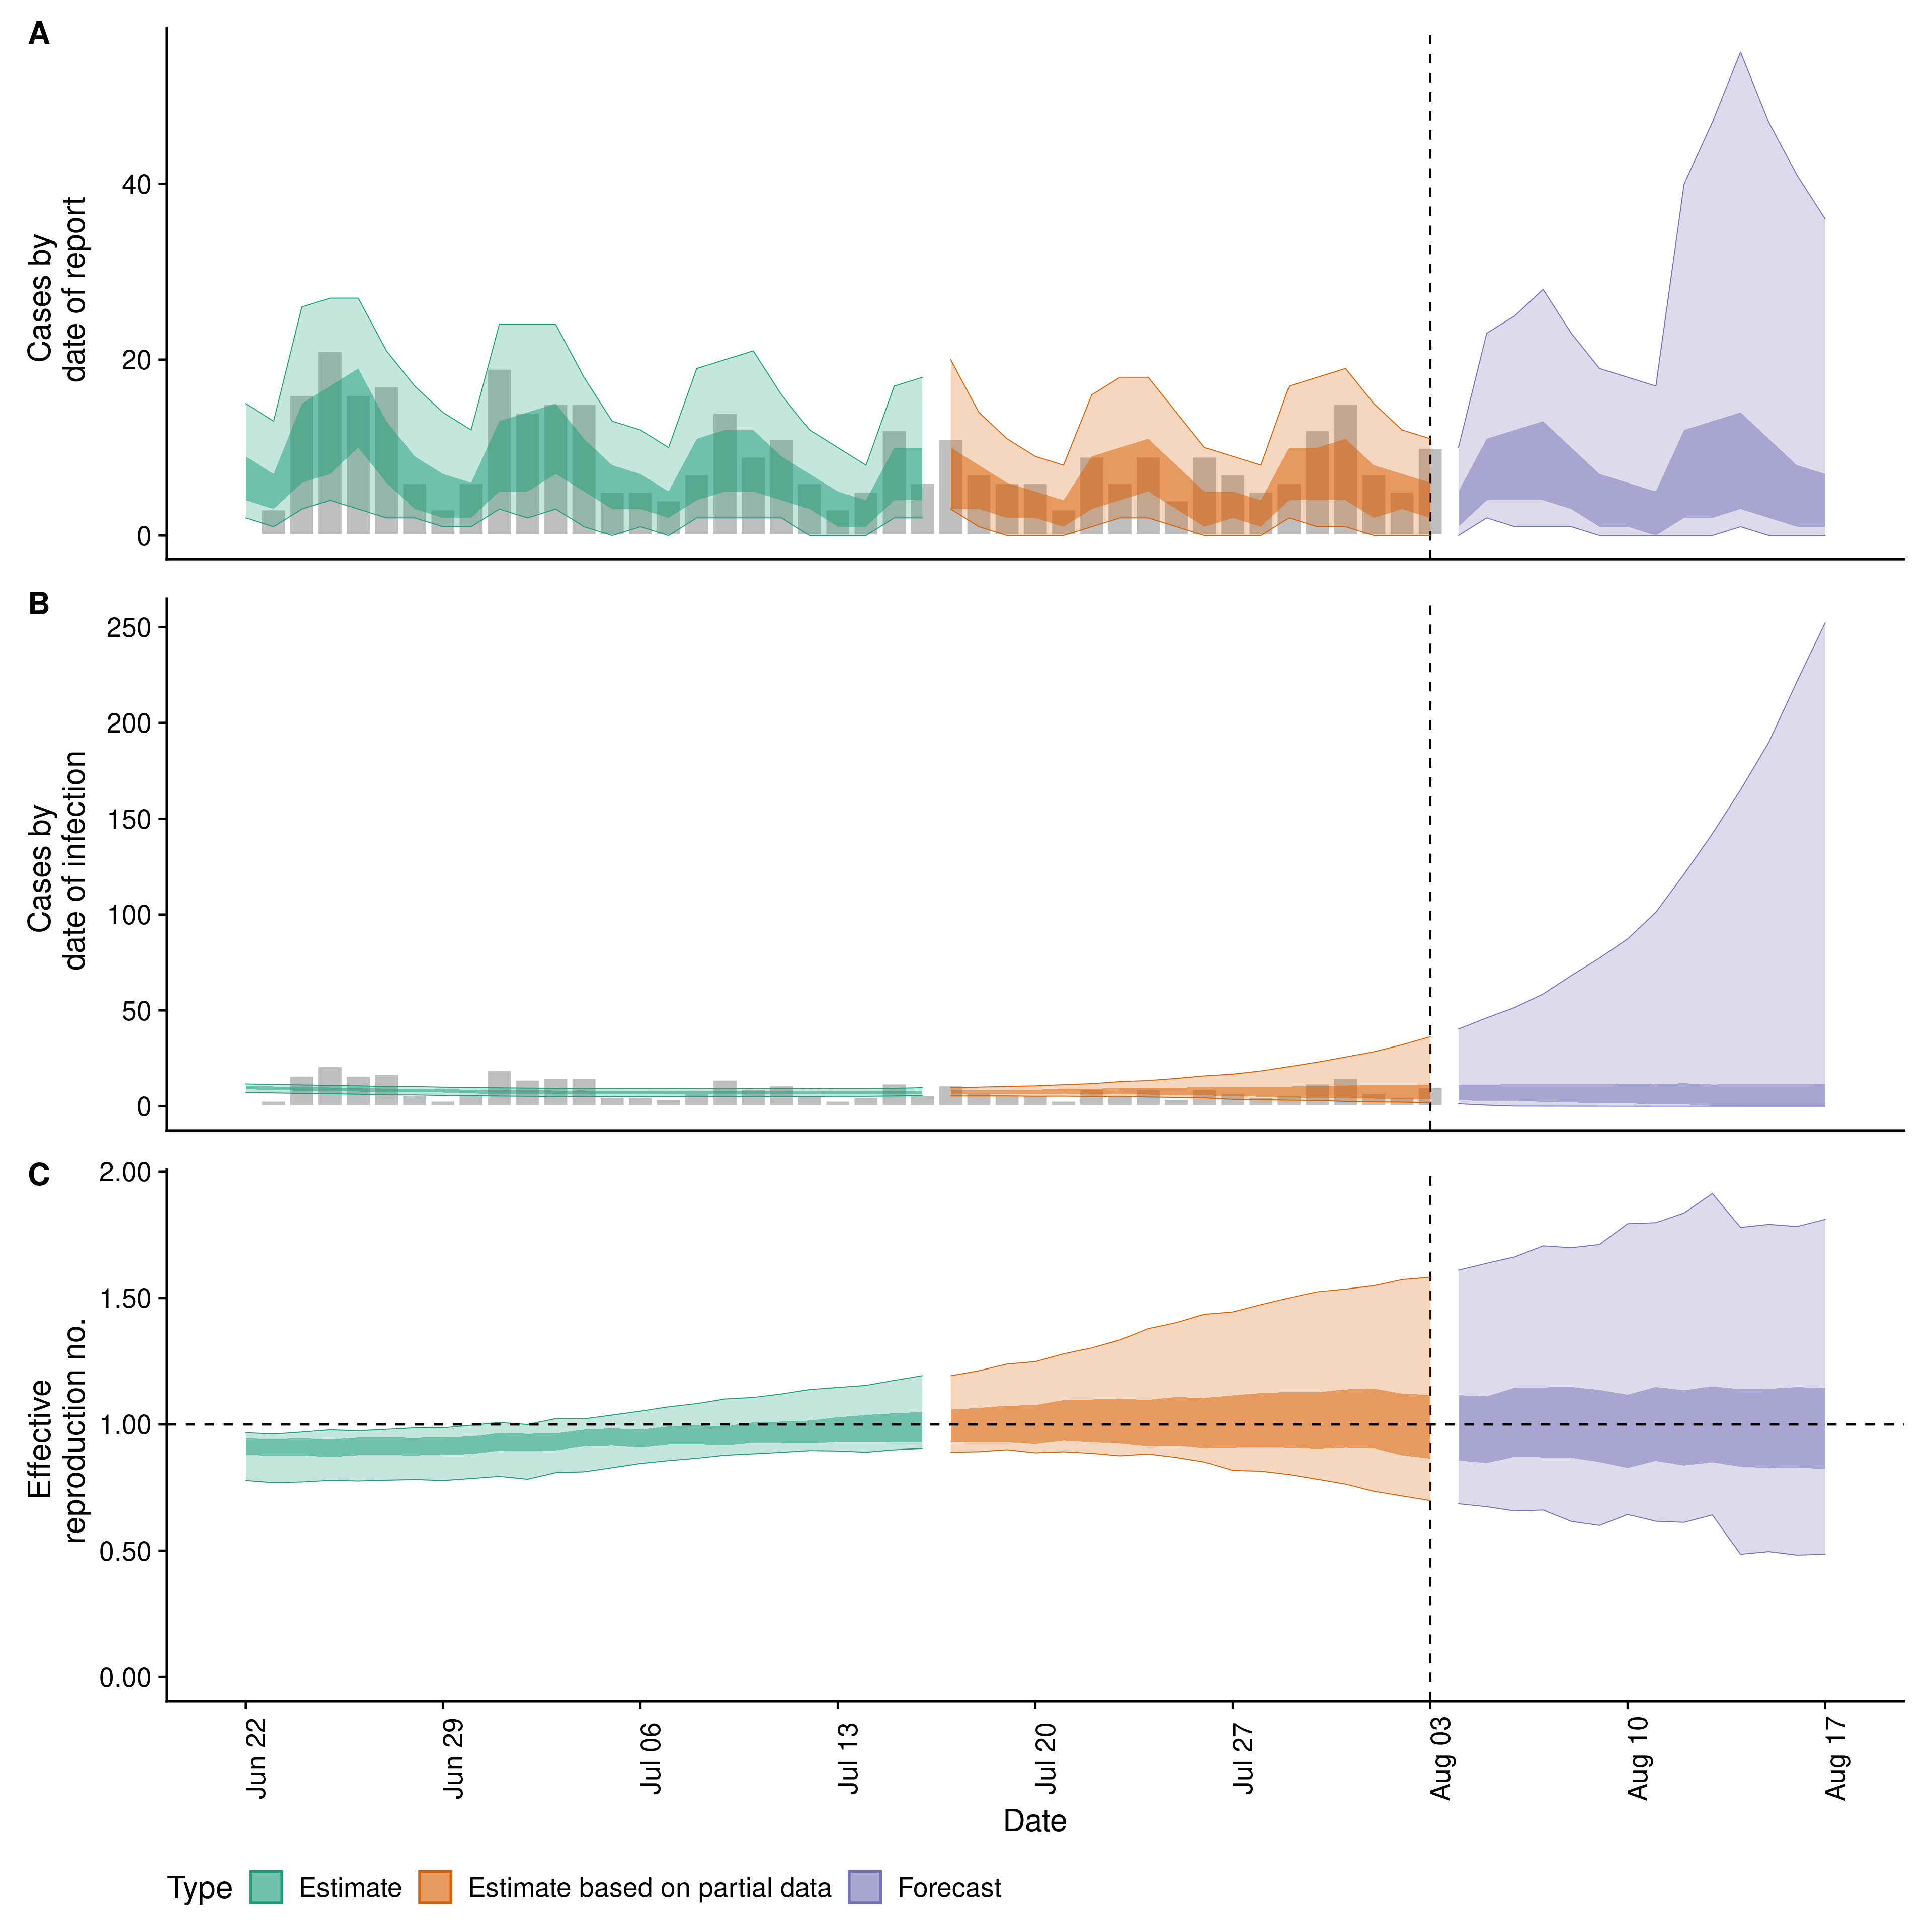 A
Cases by
date of report
40
20
0
B
Cases by
date of infection
250
200
150
100
50
0
C
Effective
reproduction no.
2.00
1.50
1.00
0.50
0.00
Jun 22
Jun 29
Jul 06
Jul 13
Jul 20
Jul 27
Aug 03
Aug 10
Aug 17
Date
Type Estimate Estimate based on partial data Forecast